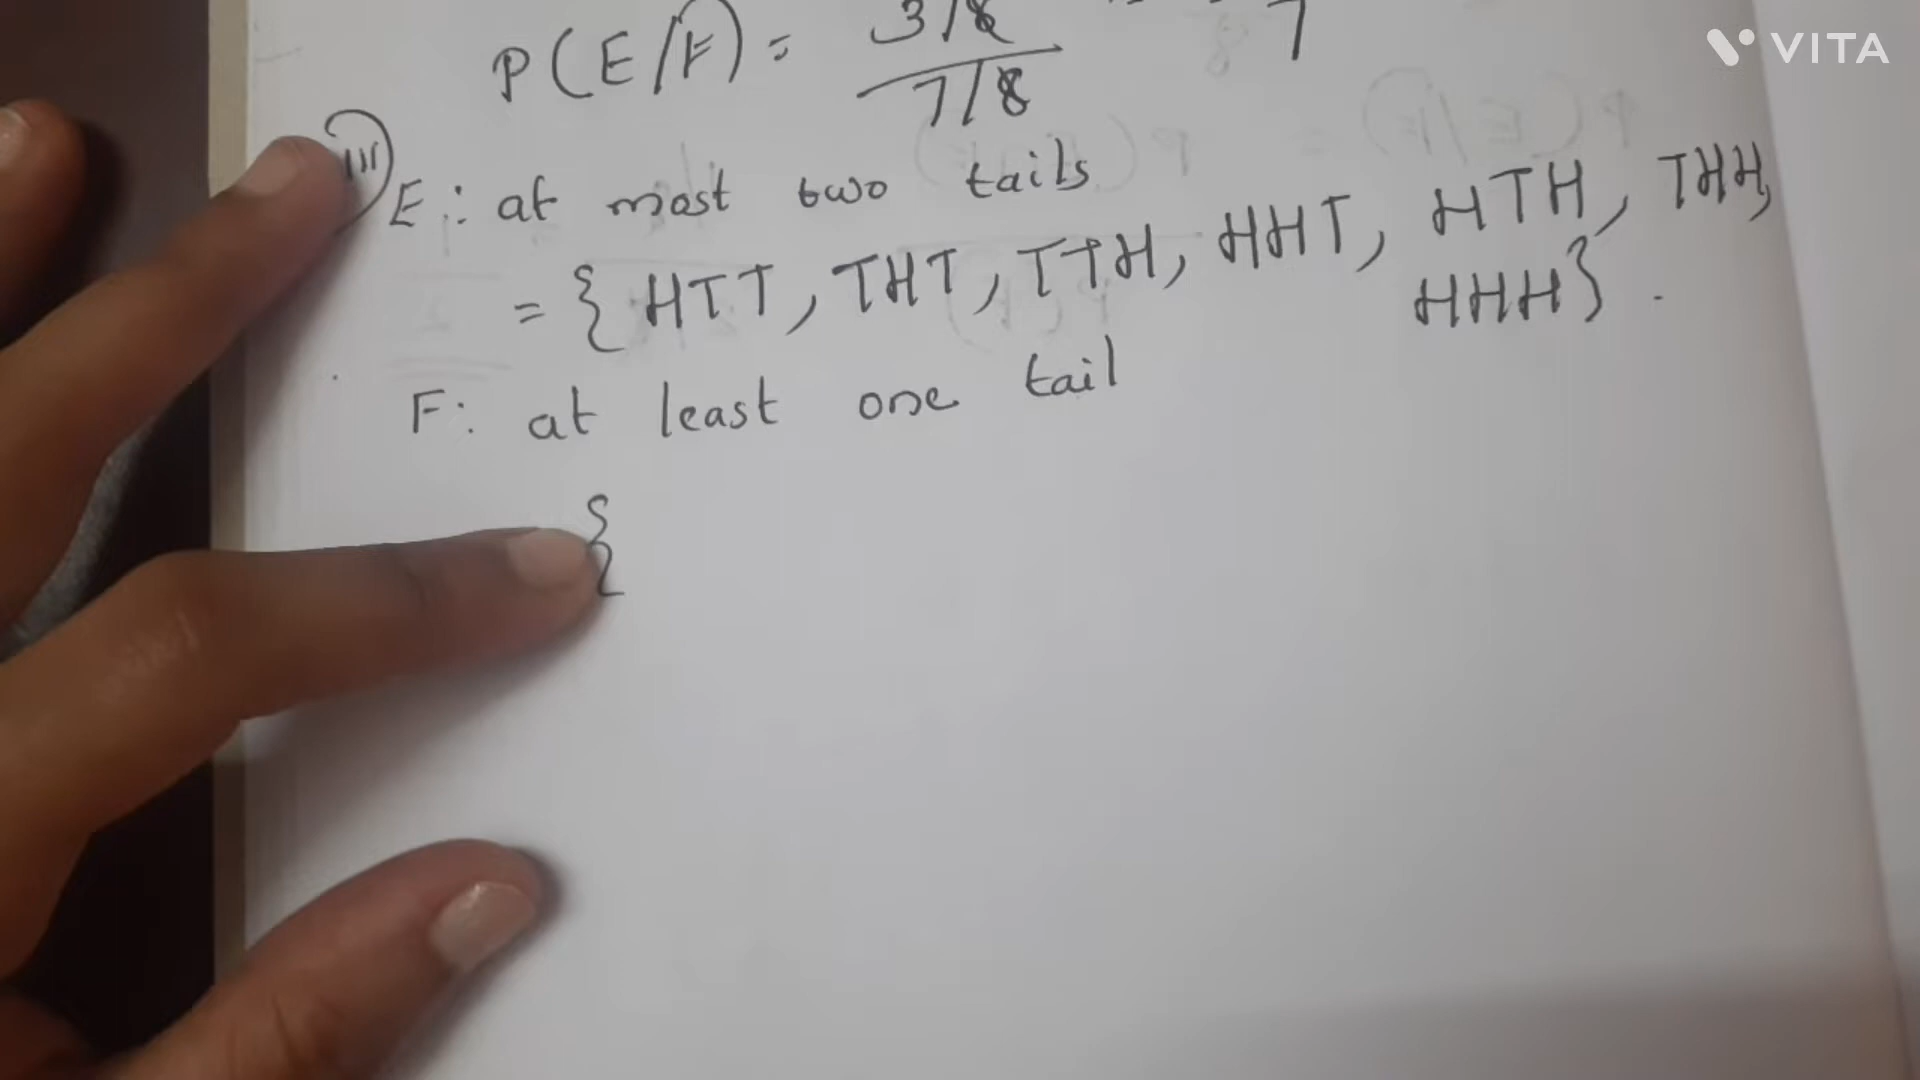 P(E/F) = 3/8
7/8
7
VITA
III
E: at most two tails
= { HTT, THT, TTH, HHT, HTH, THH,
HHH} .
F: at least one tail
{